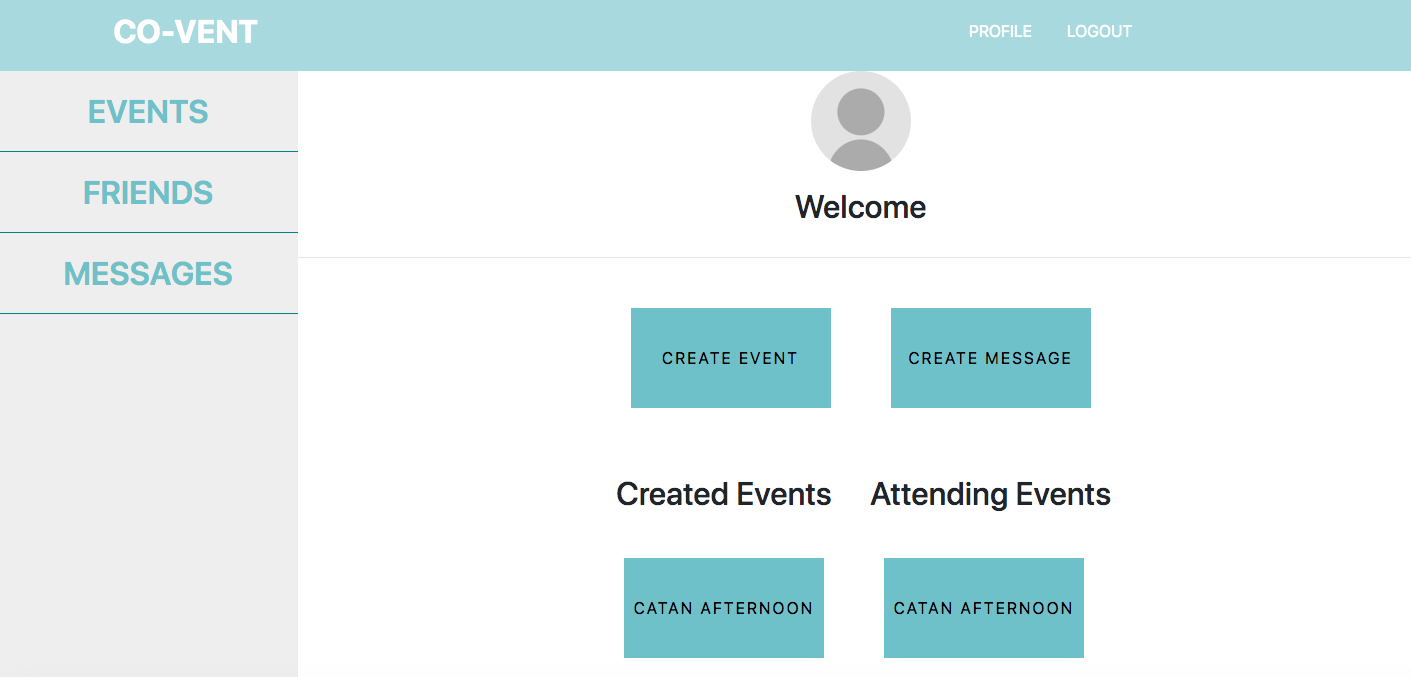 CO-VENT
PROFILE LOGOUT
EVENTS
FRIENDS
MESSAGES
Welcome
CREATE EVENT CREATE MESSAGE
Created Events Attending Events
CATAN AFTERNOON CATAN AFTERNOON